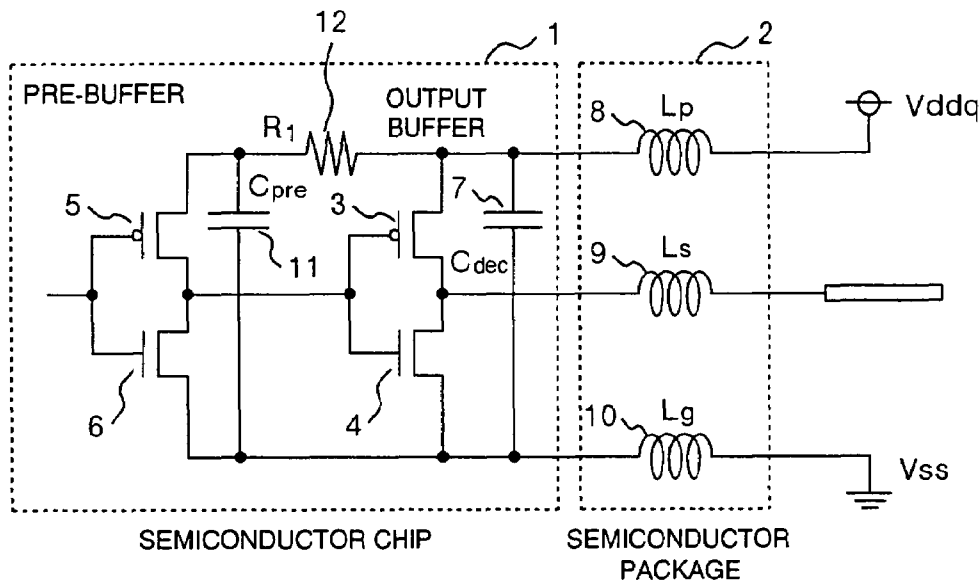 12
1
2
PRE-BUFFER
OUTPUT
BUFFER
R1
8
Lp
Vddq
5
Cpre
3
7
11
Cdec
9
Ls
6
4
10
Lg
Vss
SEMICONDUCTOR CHIP
SEMICONDUCTOR
PACKAGE